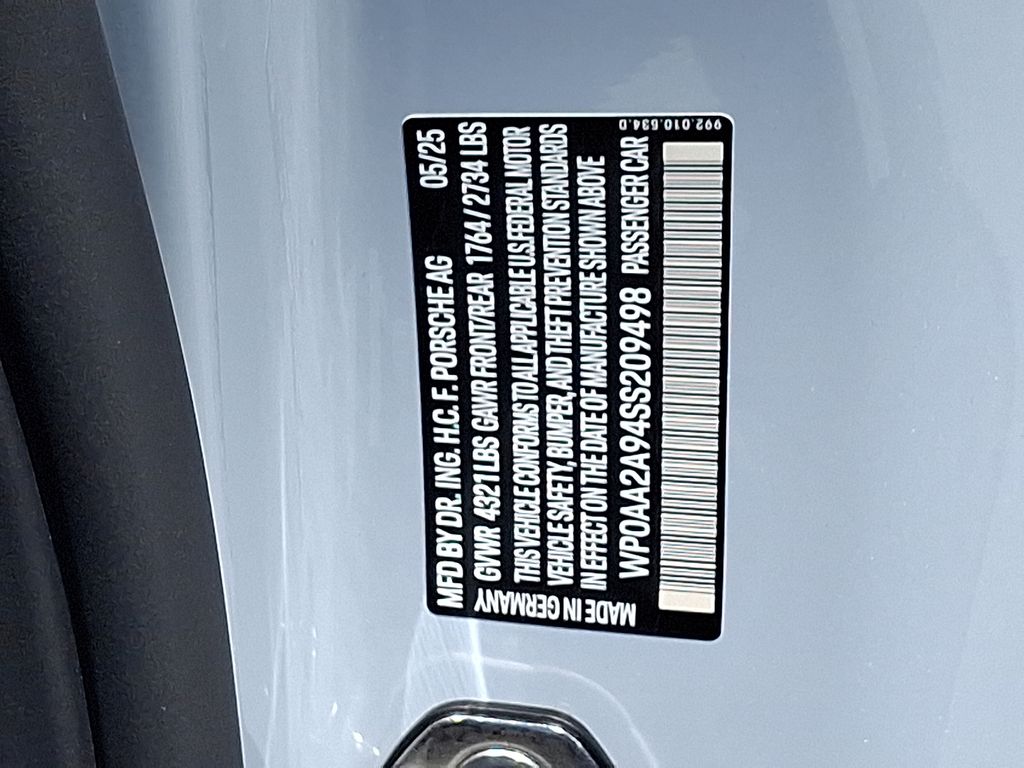 MFD BY DR. ING. H.C. F. PORSCHE AG 05/25
GVWR 4321 LBS GAWR FRONT/REAR 1764 / 2734 LBS
THIS VEHICLE CONFORMS TO ALL APPLICABLE U.S.FEDERAL MOTOR
VEHICLE SAFETY, BUMPER, AND THEFT PREVENTION STANDARDS
IN EFFECT ON THE DATE OF MANUFACTURE SHOWN ABOVE
WP0AA2A94SS209498 PASSENGER CAR
MADE IN GERMANY
992.010.534.D